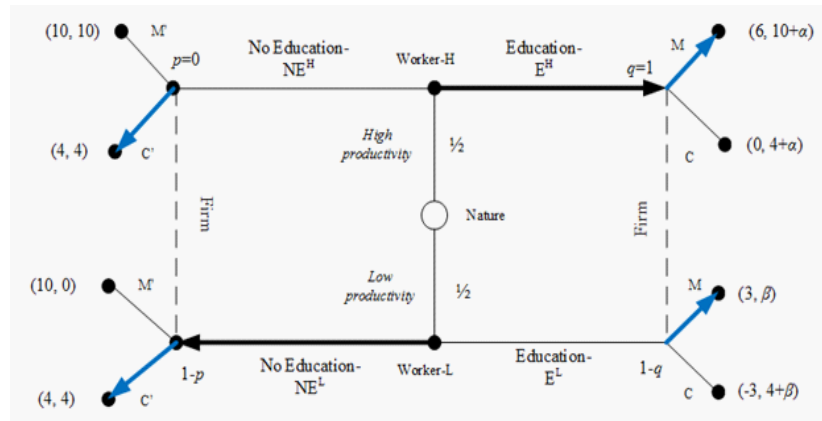 (10, 10)
M'
p=0
No Education-
NE^H
Worker-H
Education-
E^H
q=1
M
(6, 10+α)
(4, 4)
C'
High
productivity
½
C
(0, 4+α)
Firm
Nature
Firm
(10, 0)
M'
Low
productivity
½
M
(3, β)
(4, 4)
C'
1-p
No Education-
NE^L
Worker-L
Education-
E^L
1-q
C
(-3, 4+β)